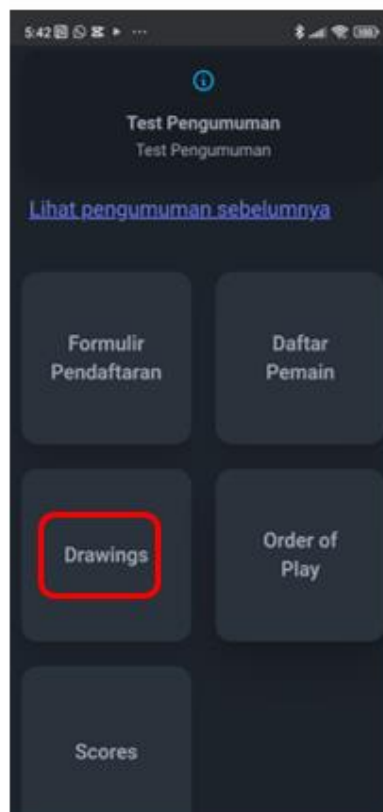 5:42
Test Pengumuman
Test Pengumuman
Lihat pengumuman sebelumnya
Formulir
Pendaftaran
Daftar
Pemain
Drawings
Order of
Play
Scores